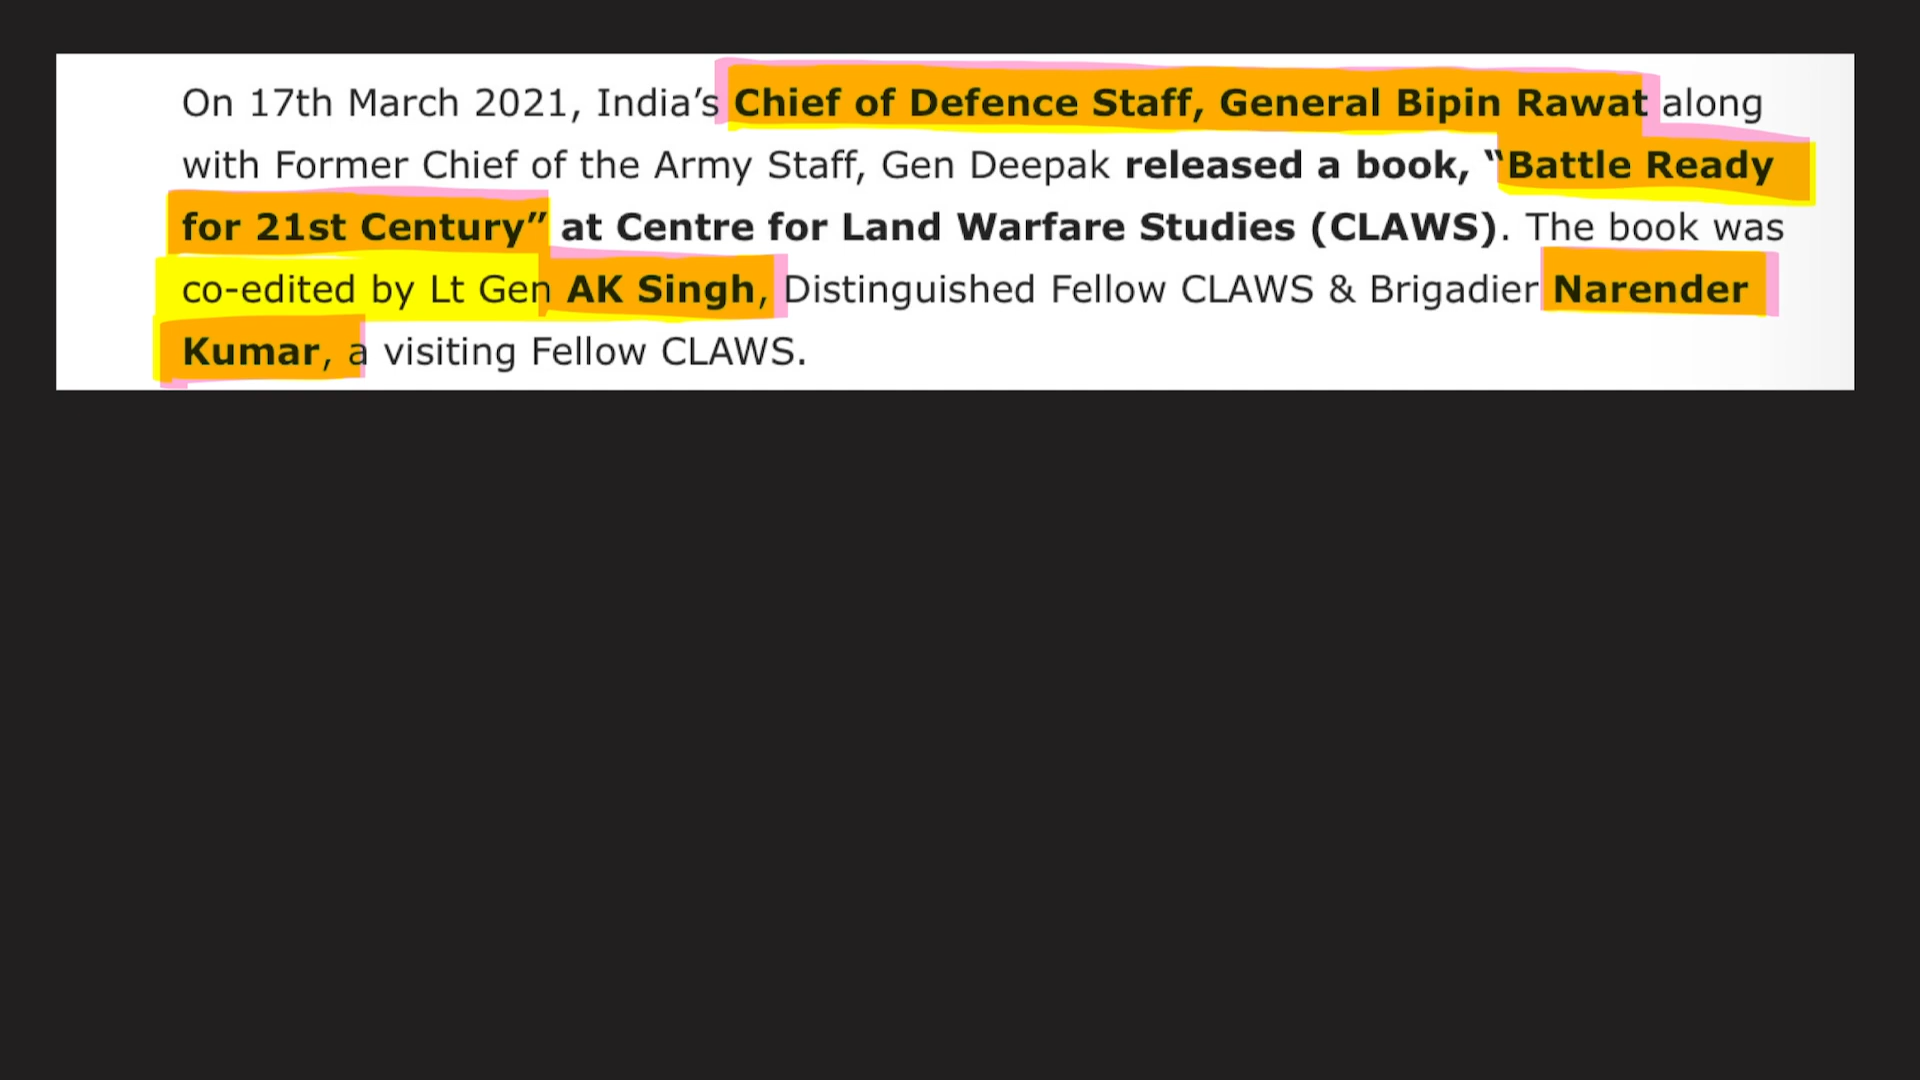 On 17th March 2021, India’s Chief of Defence Staff, General Bipin Rawat along
with Former Chief of the Army Staff, Gen Deepak released a book, “Battle Ready
for 21st Century” at Centre for Land Warfare Studies (CLAWS). The book was
co-edited by Lt Gen AK Singh, Distinguished Fellow CLAWS & Brigadier Narender
Kumar, a visiting Fellow CLAWS.